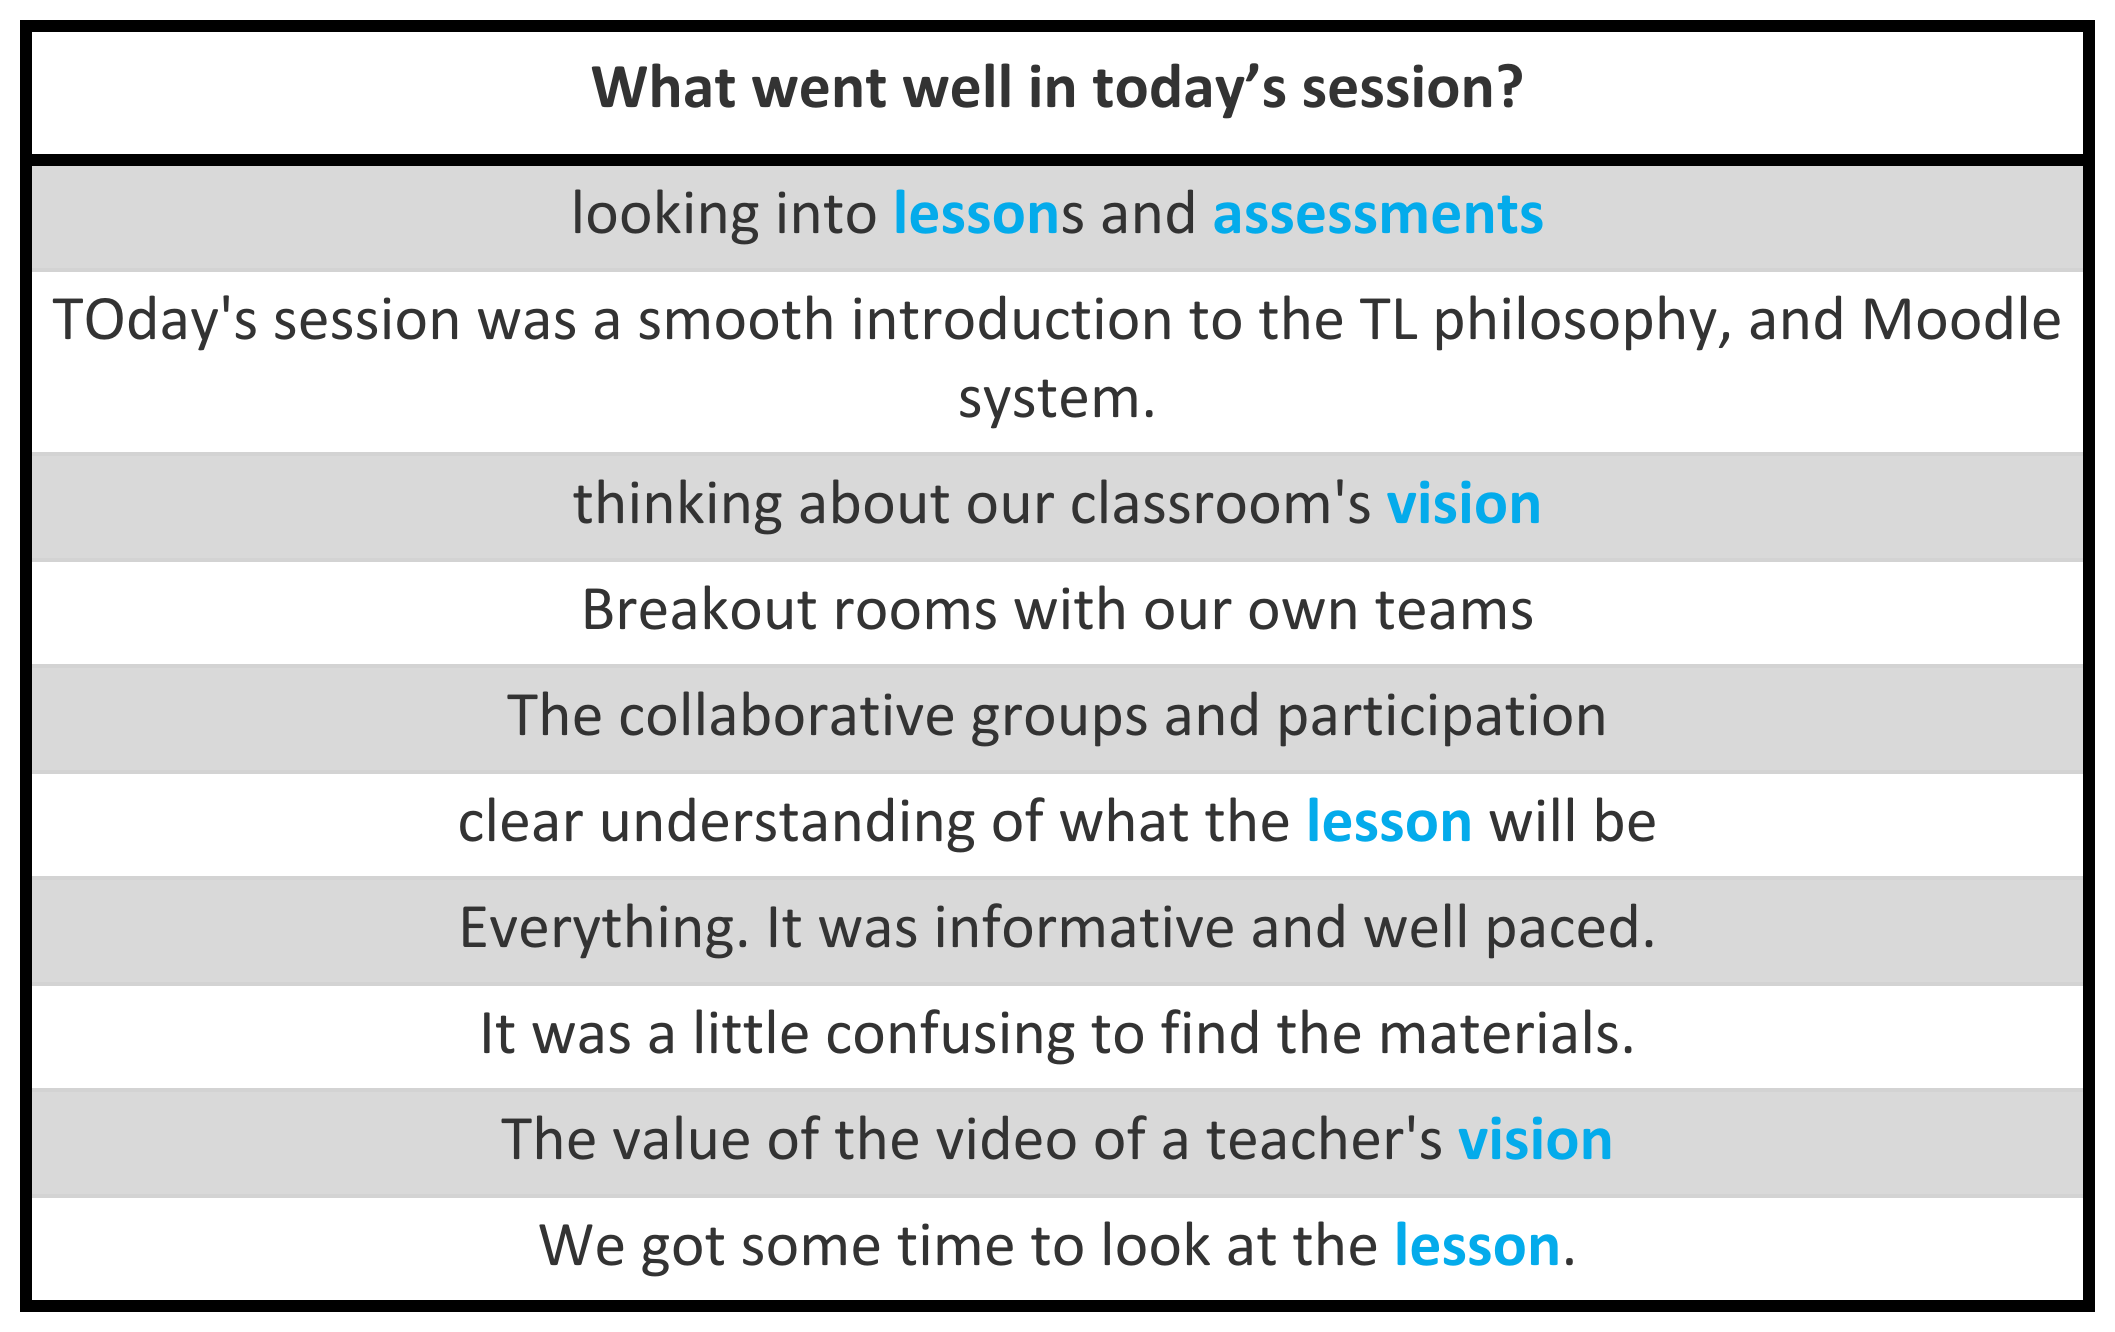 What went well in today’s session?
looking into lessons and assessments
TOday's session was a smooth introduction to the TL philosophy, and Moodle
system.
thinking about our classroom's vision
Breakout rooms with our own teams
The collaborative groups and participation
clear understanding of what the lesson will be
Everything. It was informative and well paced.
It was a little confusing to find the materials.
The value of the video of a teacher's vision
We got some time to look at the lesson.